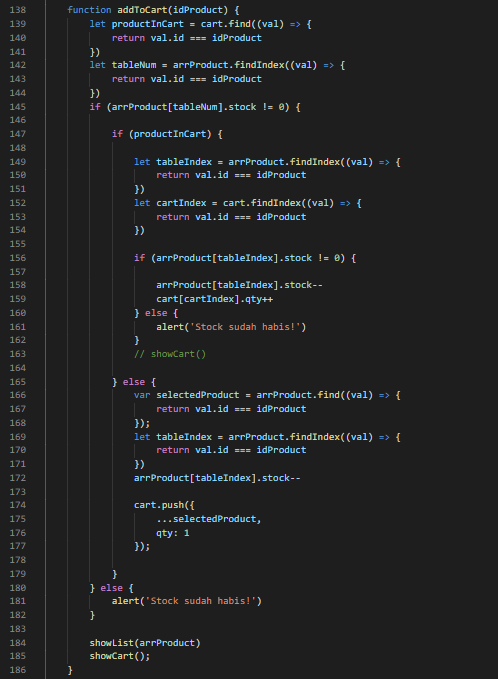 138 function addToCart(idProduct) {
139 let productInCart = cart.find((val) => {
140 return val.id === idProduct
141 })
142 let tableNum = arrProduct.findIndex((val) => {
143 return val.id === idProduct
144 })
145 if (arrProduct[tableNum].stock != 0) {
146
147 if (productInCart) {
148
149 let tableIndex = arrProduct.findIndex((val) => {
150 return val.id === idProduct
151 })
152 let cartIndex = cart.findIndex((val) => {
153 return val.id === idProduct
154 })
155
156 if (arrProduct[tableIndex].stock != 0) {
157
158 arrProduct[tableIndex].stock--
159 cart[cartIndex].qty++
160 } else {
161 alert('Stock sudah habis!')
162 }
163 // showCart()
164
165 } else {
166 var selectedProduct = arrProduct.find((val) => {
167 return val.id === idProduct
168 });
169 let tableIndex = arrProduct.findIndex((val) => {
170 return val.id === idProduct
171 })
172 arrProduct[tableIndex].stock--
173
174 cart.push({
175 ...selectedProduct,
176 qty: 1
177 });
178
179 }
180 } else {
181 alert('Stock sudah habis!')
182 }
183
184 showList(arrProduct)
185 showCart();
186 }